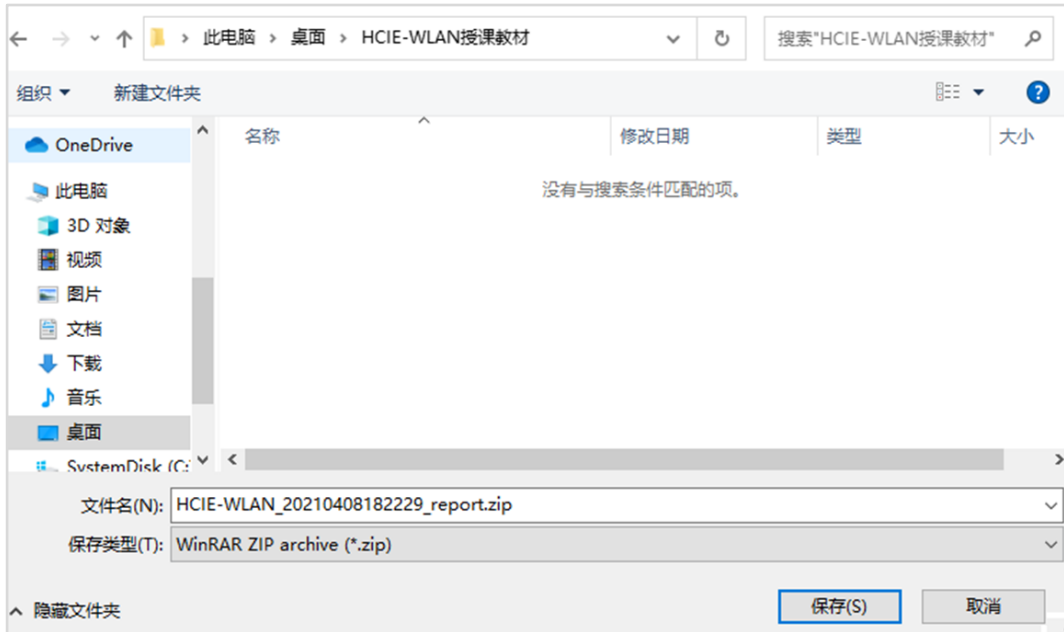 此电脑 › 桌面 › HCIE-WLAN授课教材
搜索"HCIE-WLAN授课教材"
组织
新建文件夹
?
名称
修改日期
类型
大小
没有与搜索条件匹配的项。
OneDrive
此电脑
3D 对象
视频
图片
文档
下载
音乐
桌面
SystemDisk (C:
文件名(N):
HCIE-WLAN_20210408182229_report.zip
保存类型(T):
WinRAR ZIP archive (*.zip)
隐藏文件夹
保存(S)
取消